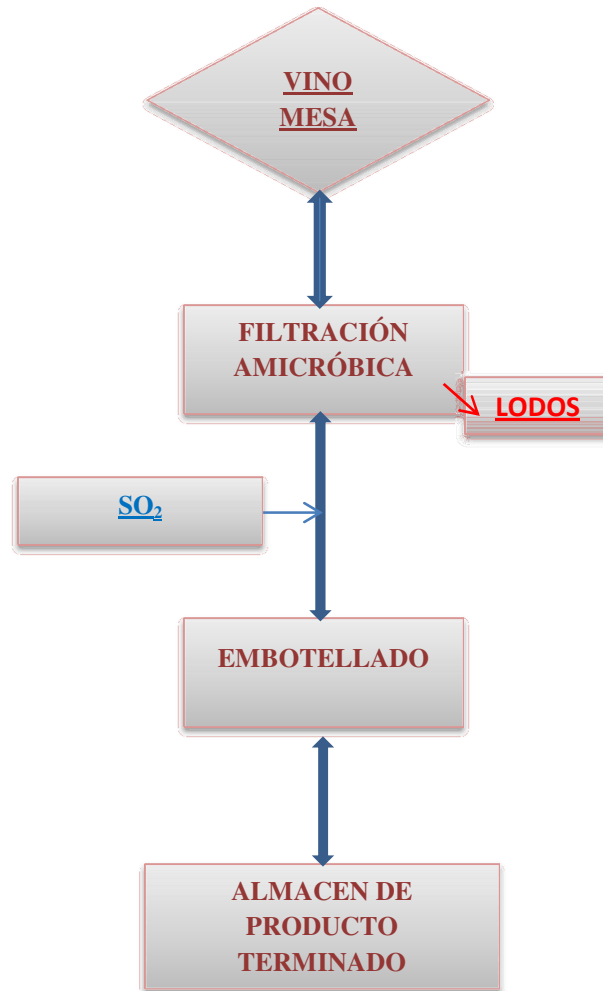 VINO
MESA
FILTRACIÓN
AMICRÓBICA
LODOS
SO₂
EMBOTELLADO
ALMACEN DE
PRODUCTO
TERMINADO